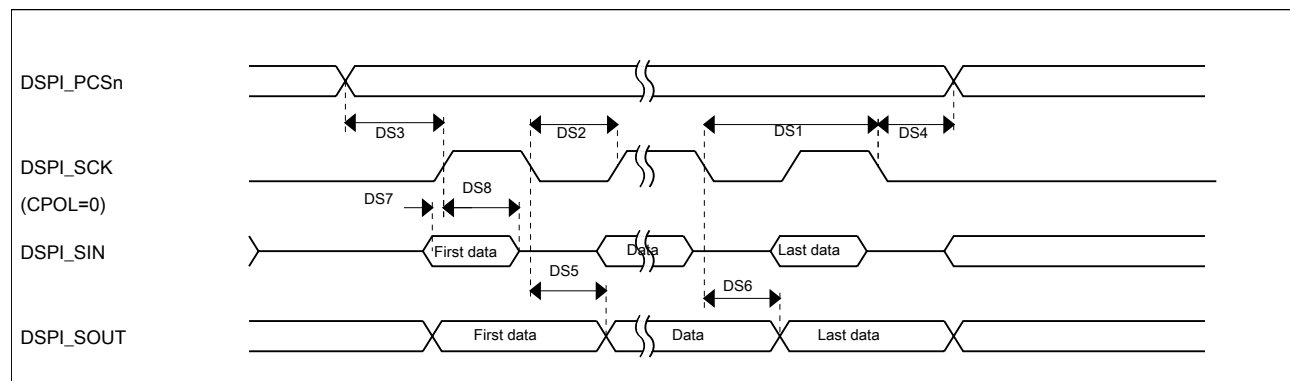 DSPI_PCSn
DS3
DS2
DS1
DS4
DSPI_SCK
(CPOL=0)
DS7
DS8
DSPI_SIN
First data
Data
Last data
DS5
DS6
DSPI_SOUT
First data
Data
Last data